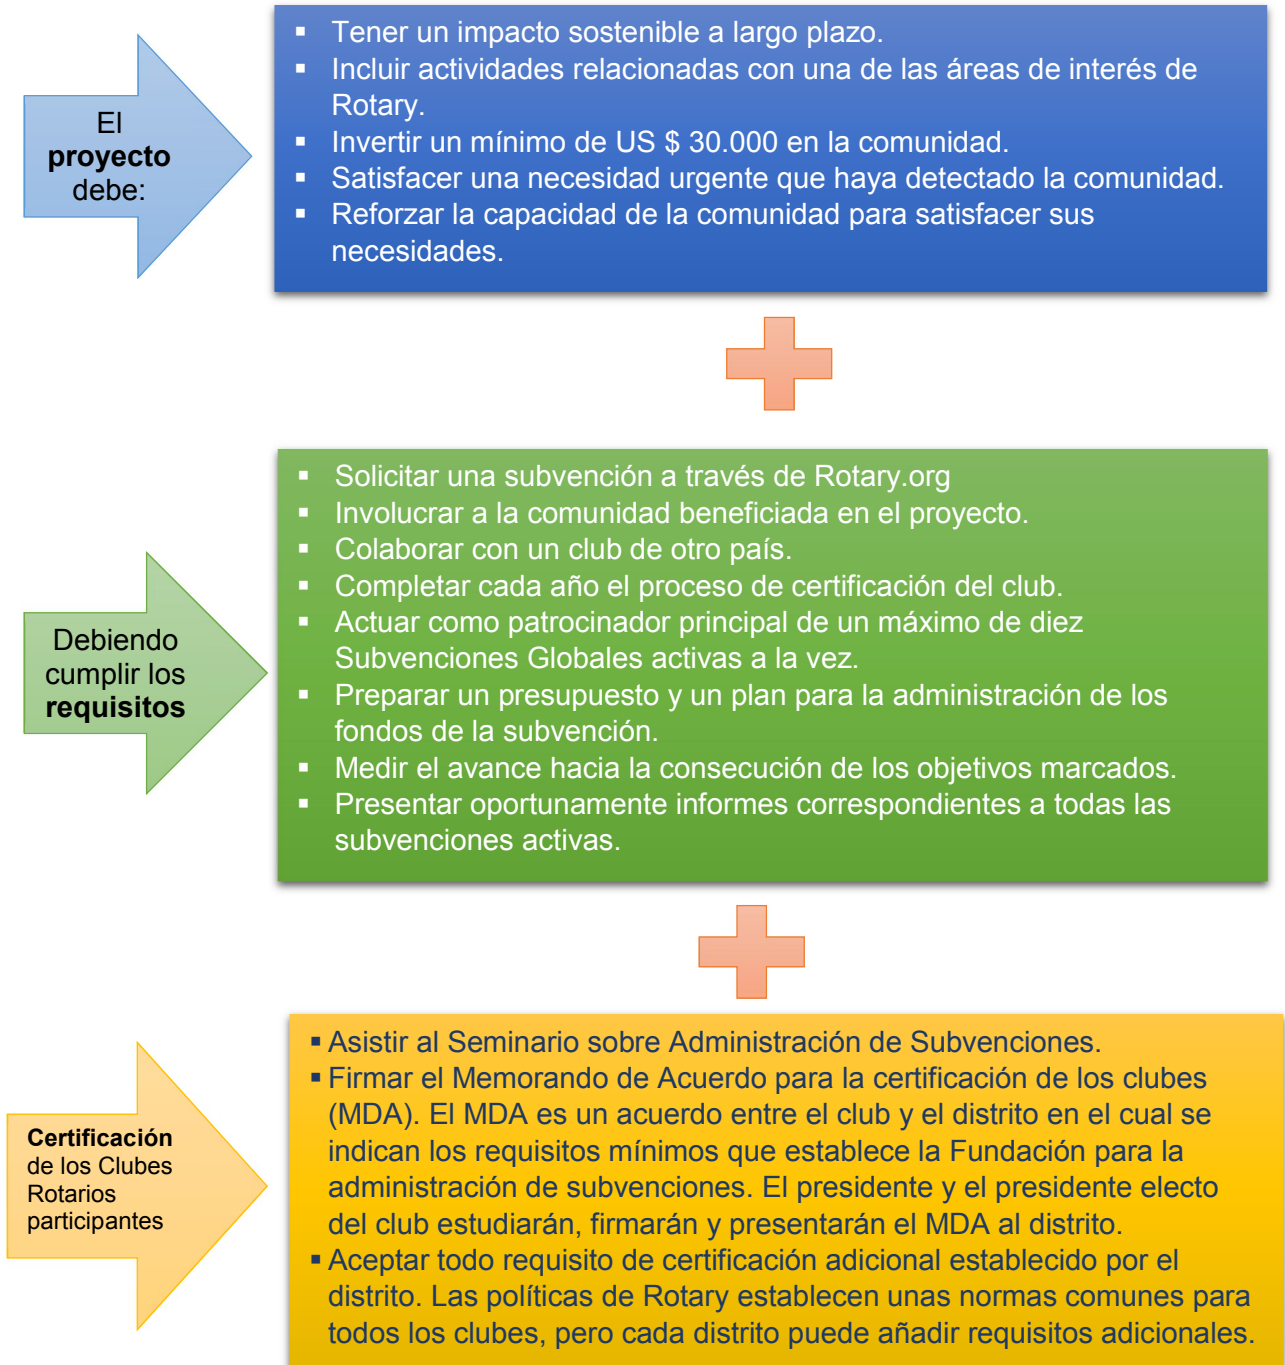 El
proyecto
debe:
▪ Tener un impacto sostenible a largo plazo.
▪ Incluir actividades relacionadas con una de las áreas de interés de
Rotary.
▪ Invertir un mínimo de US $ 30.000 en la comunidad.
▪ Satisfacer una necesidad urgente que haya detectado la comunidad.
▪ Reforzar la capacidad de la comunidad para satisfacer sus
necesidades.
Debiendo
cumplir los
requisitos
▪ Solicitar una subvención a través de Rotary.org
▪ Involucrar a la comunidad beneficiada en el proyecto.
▪ Colaborar con un club de otro país.
▪ Completar cada año el proceso de certificación del club.
▪ Actuar como patrocinador principal de un máximo de diez
Subvenciones Globales activas a la vez.
▪ Preparar un presupuesto y un plan para la administración de los
fondos de la subvención.
▪ Medir el avance hacia la consecución de los objetivos marcados.
▪ Presentar oportunamente informes correspondientes a todas las
subvenciones activas.
Certificación
de los Clubes
Rotarios
participantes
▪ Asistir al Seminario sobre Administración de Subvenciones.
▪ Firmar el Memorando de Acuerdo para la certificación de los clubes
(MDA). El MDA es un acuerdo entre el club y el distrito en el cual se
indican los requisitos mínimos que establece la Fundación para la
administración de subvenciones. El presidente y el presidente electo
del club estudiarán, firmarán y presentarán el MDA al distrito.
▪ Aceptar todo requisito de certificación adicional establecido por el
distrito. Las políticas de Rotary establecen unas normas comunes para
todos los clubes, pero cada distrito puede añadir requisitos adicionales.